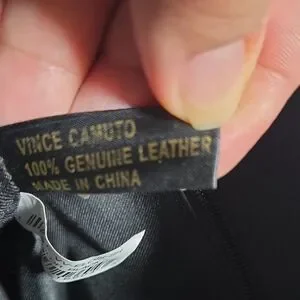 VINCE CAMUTO
100% GENUINE LEATHER
MADE IN CHINA